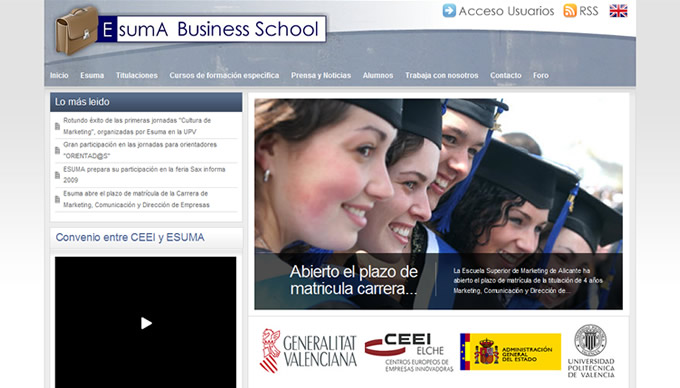 EsumA Business School
Acceso Usuarios
RSS
Inicio Esuma Titulaciones Cursos de formación específica Prensa y Noticias Alumnos Trabaja con nosotros Contacto Foro
Lo más leido
Rotundo éxito de las primeras jornadas "Cultura de
Marketing", organizadas por Esuma en la UPV
Gran participación en las jornadas para orientadores
"ORIENTAD@S"
ESUMA prepara su participación en la feria Sax informa
2009
Esuma abre el plazo de matrícula de la Carrera de
Marketing, Comunicación y Dirección de Empresas
Convenio entre CEEI y ESUMA
Abierto el plazo de
matricula carrera...
La Escuela Superior de Marketing de Alicante ha
abierto el plazo de matrícula de la titulación de 4 años
Marketing, Comunicación y Dirección de...
GENERALITAT
VALENCIANA
CEEI
ELCHE
CENTROS EUROPEOS DE
EMPRESAS INNOVADORAS
ADMINISTRACIÓN
GENERAL
DEL ESTADO
UNIVERSIDAD
POLITECNICA
DE VALENCIA